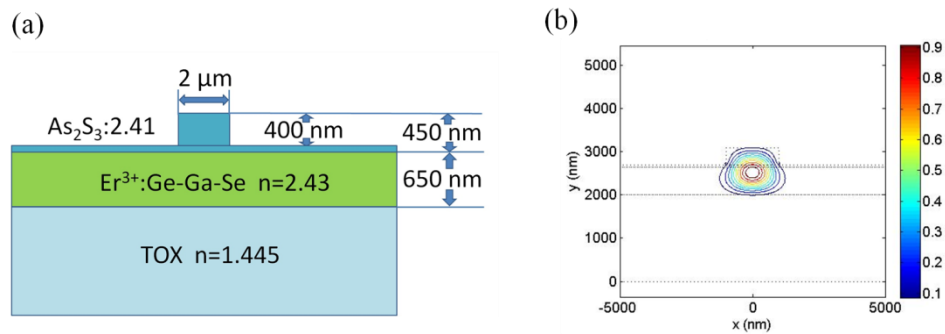 (a)
2 μm
As₂S₃:2.41
400 nm
450 nm
Er³⁺:Ge-Ga-Se n=2.43
650 nm
TOX n=1.445
(b)
5000
4000
3000
2000
1000
0
y (nm)
-5000
0
5000
x (nm)
0.9
0.8
0.7
0.6
0.5
0.4
0.3
0.2
0.1